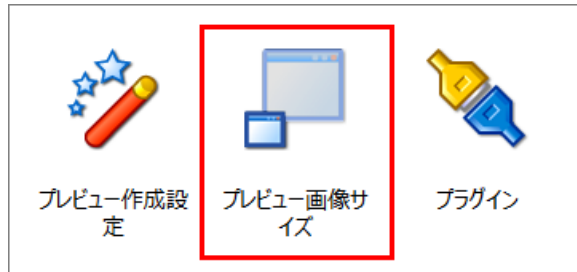 プレビュー作成設
定
プレビュー画像サ
イズ
プラグイン